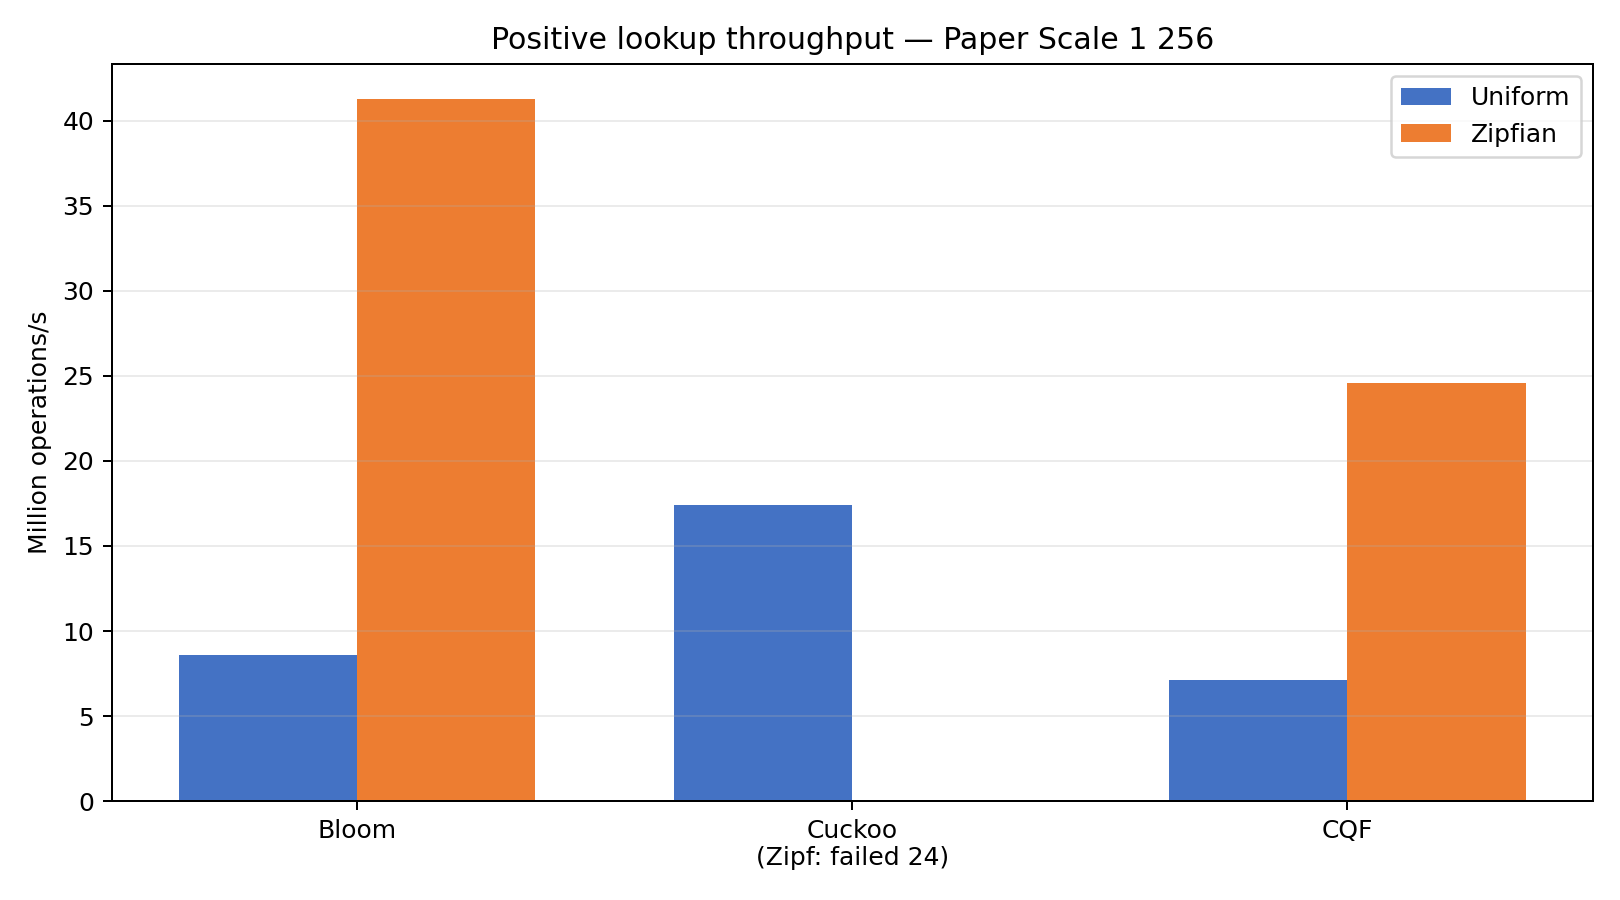 Positive lookup throughput — Paper Scale 1 256
Uniform
Zipfian
Million operations/s
40
35
30
25
20
15
10
5
0
Bloom
Cuckoo
(Zipf: failed 24)
CQF